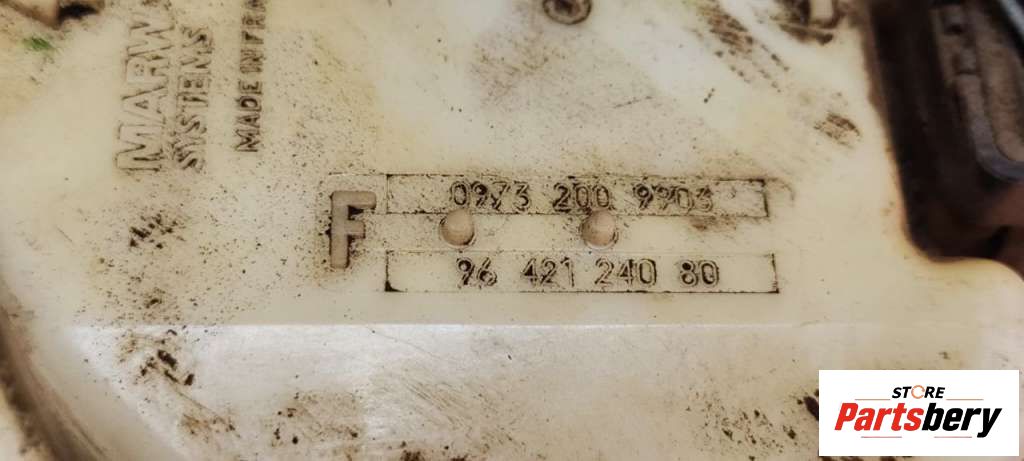 MARW
SYSTEMS
MADE IN FRA
F
0973 200 9903
96 421 240 80
STORE
Partsbery